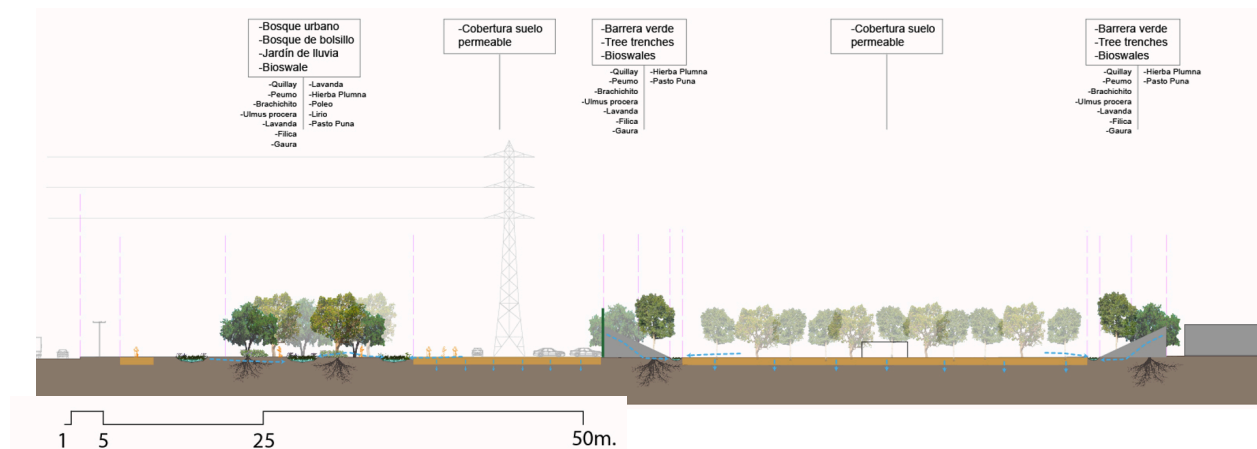 -Bosque urbano
-Bosque de bolsillo
-Jardín de lluvia
-Bioswale
-Quillay
-Peumo
-Brachichito
-Ulmus procera
-Lavanda
-Filica
-Gaura
-Lavanda
-Hierba Plumna
-Poleo
-Lirio
-Pasto Puna
-Cobertura suelo
permeable
-Barrera verde
-Tree trenches
-Bioswales
-Quillay
-Peumo
-Brachichito
-Ulmus procera
-Lavanda
-Filica
-Gaura
-Hierba Plumna
-Pasto Puna
-Cobertura suelo
permeable
-Barrera verde
-Tree trenches
-Bioswales
-Quillay
-Peumo
-Brachichito
-Ulmus procera
-Lavanda
-Filica
-Gaura
-Hierba Plumna
-Pasto Puna
1 5 25 50m.